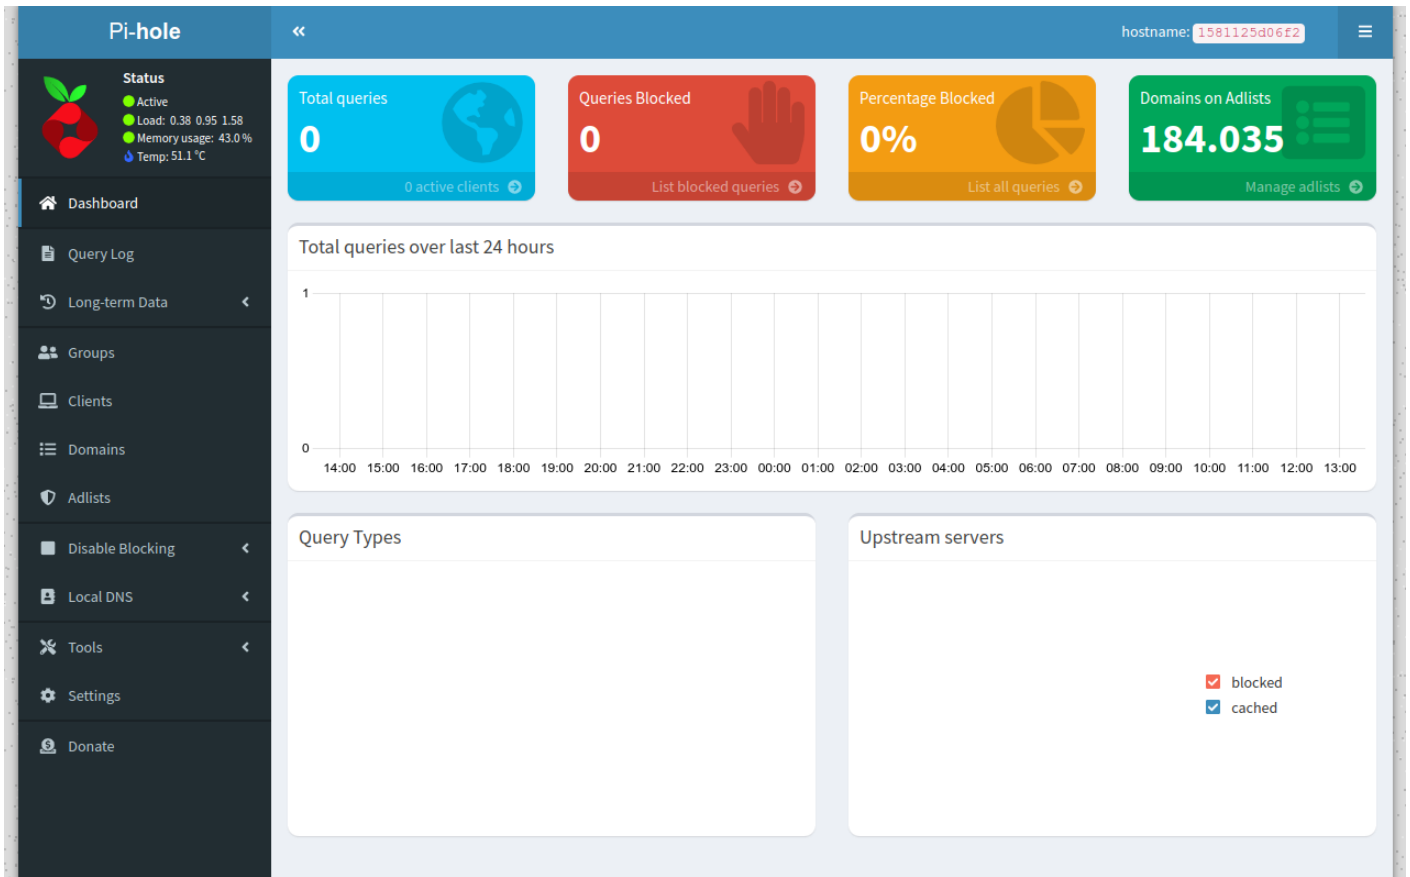 Pi-hole
hostname: 1581125d06f2
Status
Active
Load: 0.38 0.95 1.58
Memory usage: 43.0 %
Temp: 51.1 °C
Dashboard
Query Log
Long-term Data
Groups
Clients
Domains
Adlists
Disable Blocking
Local DNS
Tools
Settings
Donate
Total queries
0
0 active clients
Queries Blocked
0
List blocked queries
Percentage Blocked
0%
List all queries
Domains on Adlists
184.035
Manage adlists
Total queries over last 24 hours
1
0
14:00 15:00 16:00 17:00 18:00 19:00 20:00 21:00 22:00 23:00 00:00 01:00 02:00 03:00 04:00 05:00 06:00 07:00 08:00 09:00 10:00 11:00 12:00 13:00
Query Types
Upstream servers
blocked
cached